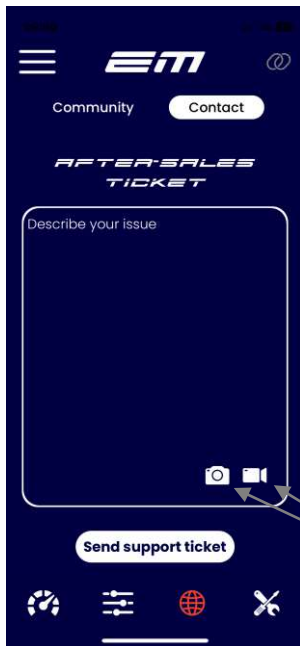 EM
Community Contact
AFTER-SALES
TICKET
Describe your issue
Send support ticket